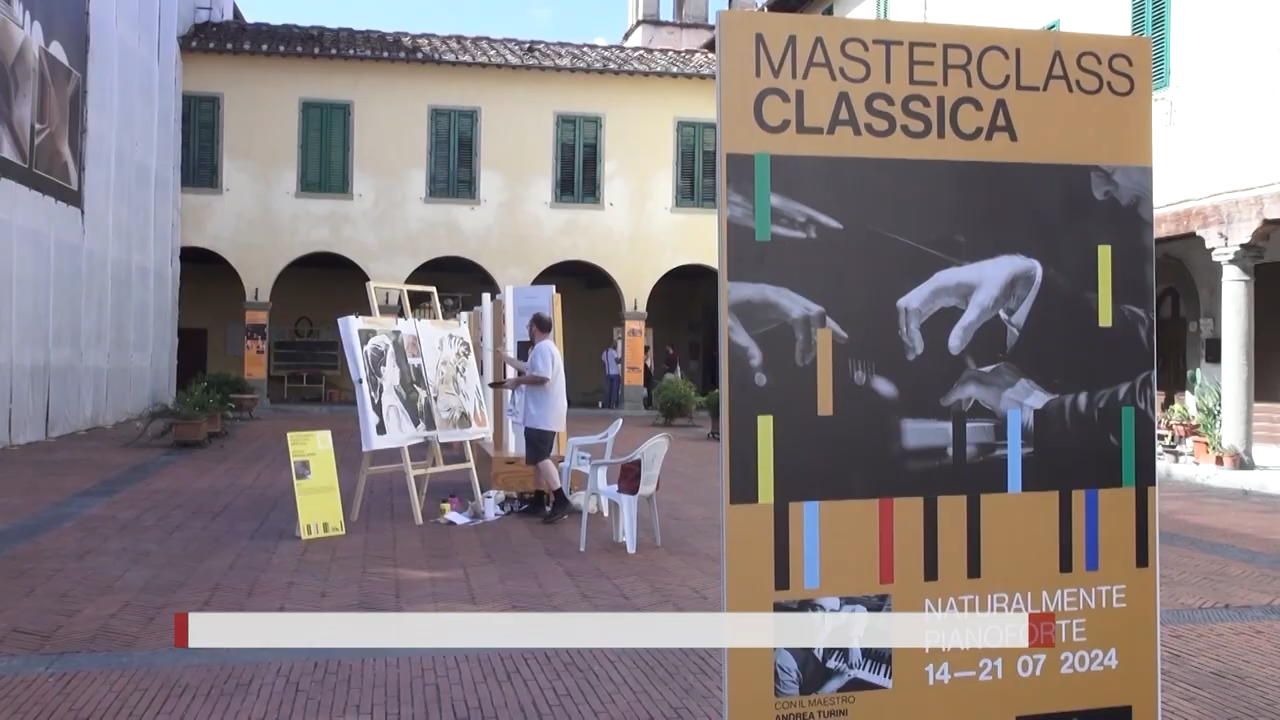 MASTERCLASS
CLASSICA
NATURALMENTE
PIANOFORTE
14—21 07 2024
CON IL MAESTRO
ANDREA TURINI